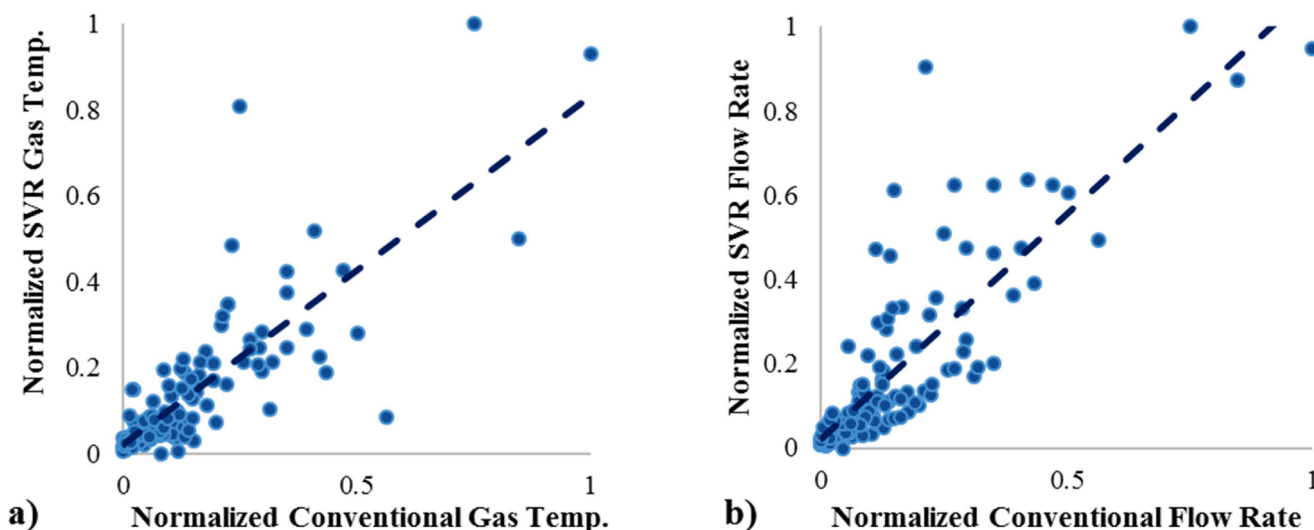 Normalized SVR Gas Temp.
1
0.8
0.6
0.4
0.2
0
0 0.5 1
a) Normalized Conventional Gas Temp.
Normalized SVR Flow Rate
1
0.8
0.6
0.4
0.2
0
0 0.5 1
b) Normalized Conventional Flow Rate